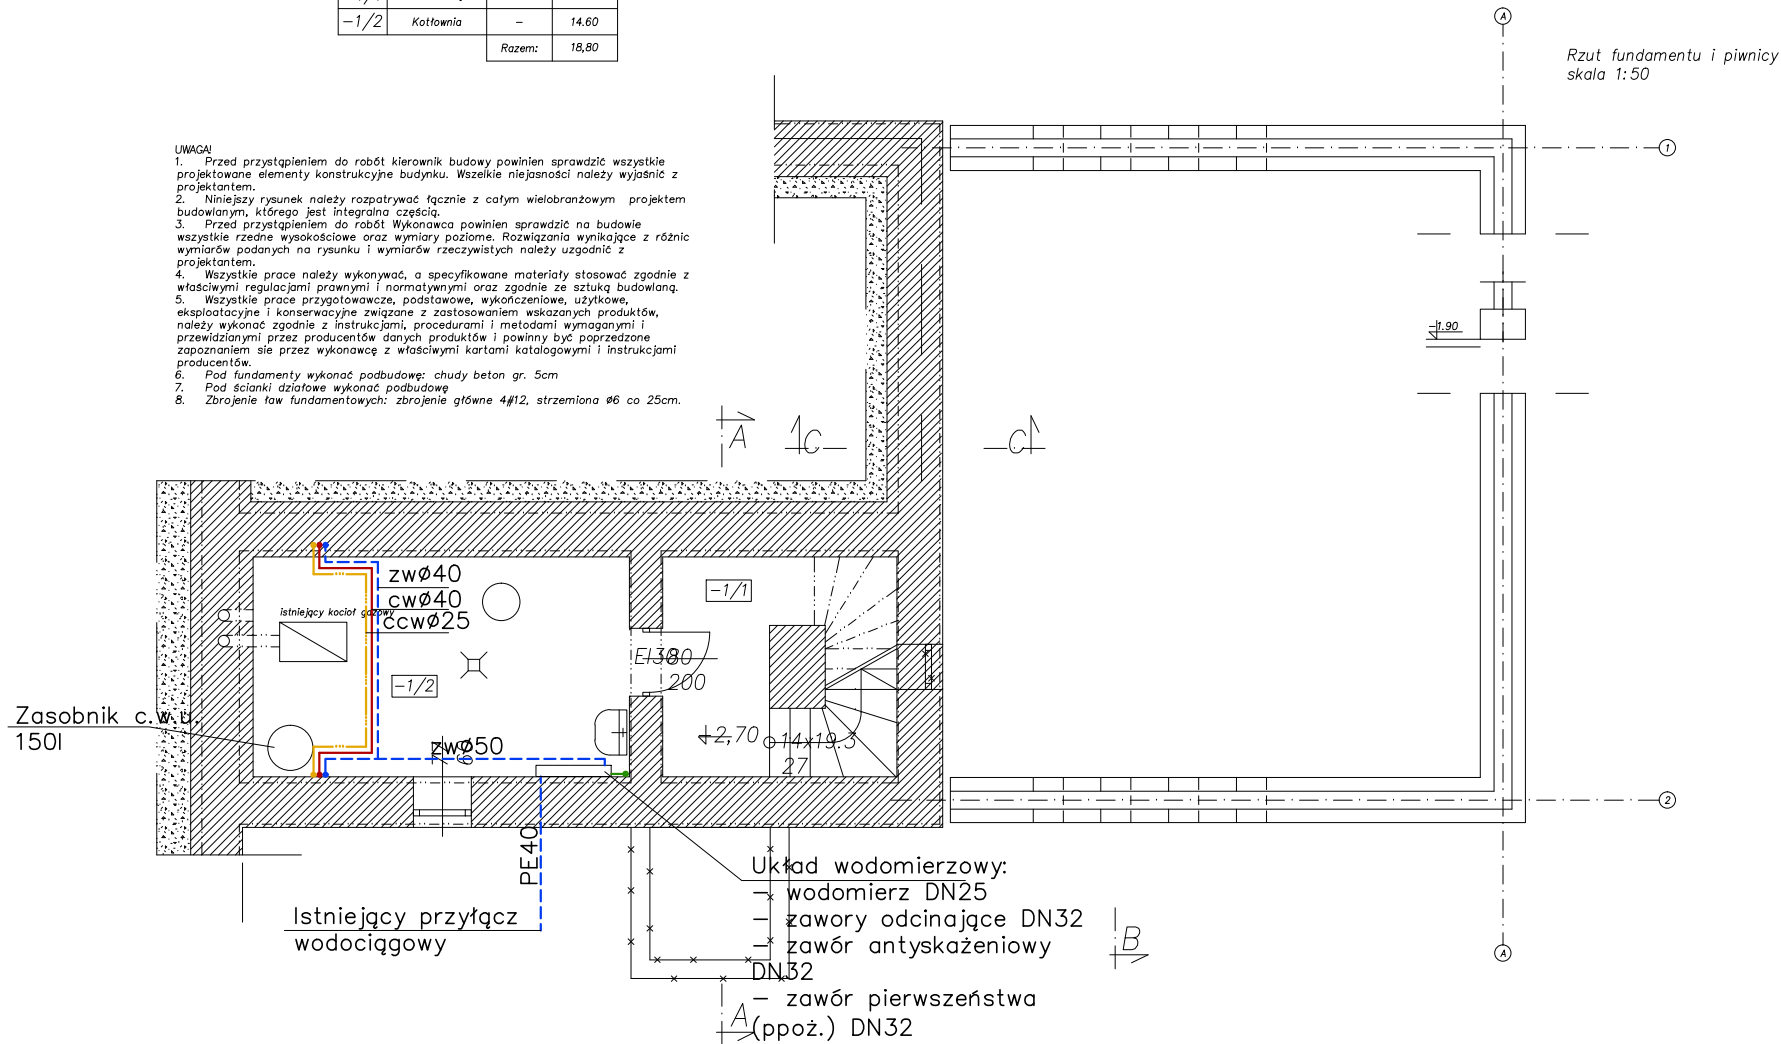 -1/2 Kotłownia - 14.60
Razem: 18,80
Rzut fundamentu i piwnicy
skala 1:50
A
1
UWAGA!
1. Przed przystąpieniem do robót kierownik budowy powinien sprawdzić wszystkie
projektowane elementy konstrukcyjne budynku. Wszelkie niejasności należy wyjaśnić z
projektantem.
2. Niniejszy rysunek należy rozpatrywać łącznie z całym wielobranżowym projektem
budowlanym, którego jest integralna częścią.
3. Przed przystąpieniem do robót Wykonawca powinien sprawdzić na budowie
wszystkie rzedne wysokościowe oraz wymiary poziome. Rozwiązania wynikające z różnic
wymiarów podanych na rysunku i wymiarów rzeczywistych należy uzgodnić z
projektantem.
4. Wszystkie prace należy wykonywać, a specyfikowane materiały stosować zgodnie z
właściwymi regulacjami prawnymi i normatywnymi oraz zgodnie ze sztuką budowlaną.
5. Wszystkie prace przygotowawcze, podstawowe, wykończeniowe, użytkowe,
eksploatacyjne i konserwacyjne związane z zastosowaniem wskazanych produktów,
należy wykonać zgodnie z instrukcjami, procedurami i metodami wymaganymi i
przewidzianymi przez producentów danych produktów i powinny być poprzedzone
zapoznaniem sie przez wykonawcę z właściwymi kartami katalogowymi i instrukcjami
producentów.
6. Pod fundamenty wykonać podbudowę: chudy beton gr. 5cm
7. Pod ścianki działowe wykonać podbudowę
8. Zbrojenie ław fundamentowych: zbrojenie główne 4#12, strzemiona ø6 co 25cm.
-1.90
A
C
C
zwø40
cwø40
istniejący kocioł gazowy
ccwø25
-1/1
-1/2
EI30
80
200
Zasobnik c.w.u.
150l
zwø50
2,70
14x19.3
27
2
PE40
Układ wodomierzowy:
- wodomierz DN25
- zawory odcinające DN32
- zawór antyskażeniowy
DN32
- zawór pierwszeństwa
(ppoż.) DN32
Istniejący przyłącz
wodociągowy
B
A
A